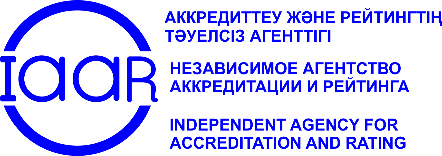 IAAR
АККРЕДИТТЕУ ЖӘНЕ РЕЙТИНГТІҢ
ТӘУЕЛСІЗ АГЕНТТІГІ
НЕЗАВИСИМОЕ АГЕНТСТВО
АККРЕДИТАЦИИ И РЕЙТИНГА
INDEPENDENT AGENCY FOR
ACCREDITATION AND RATING